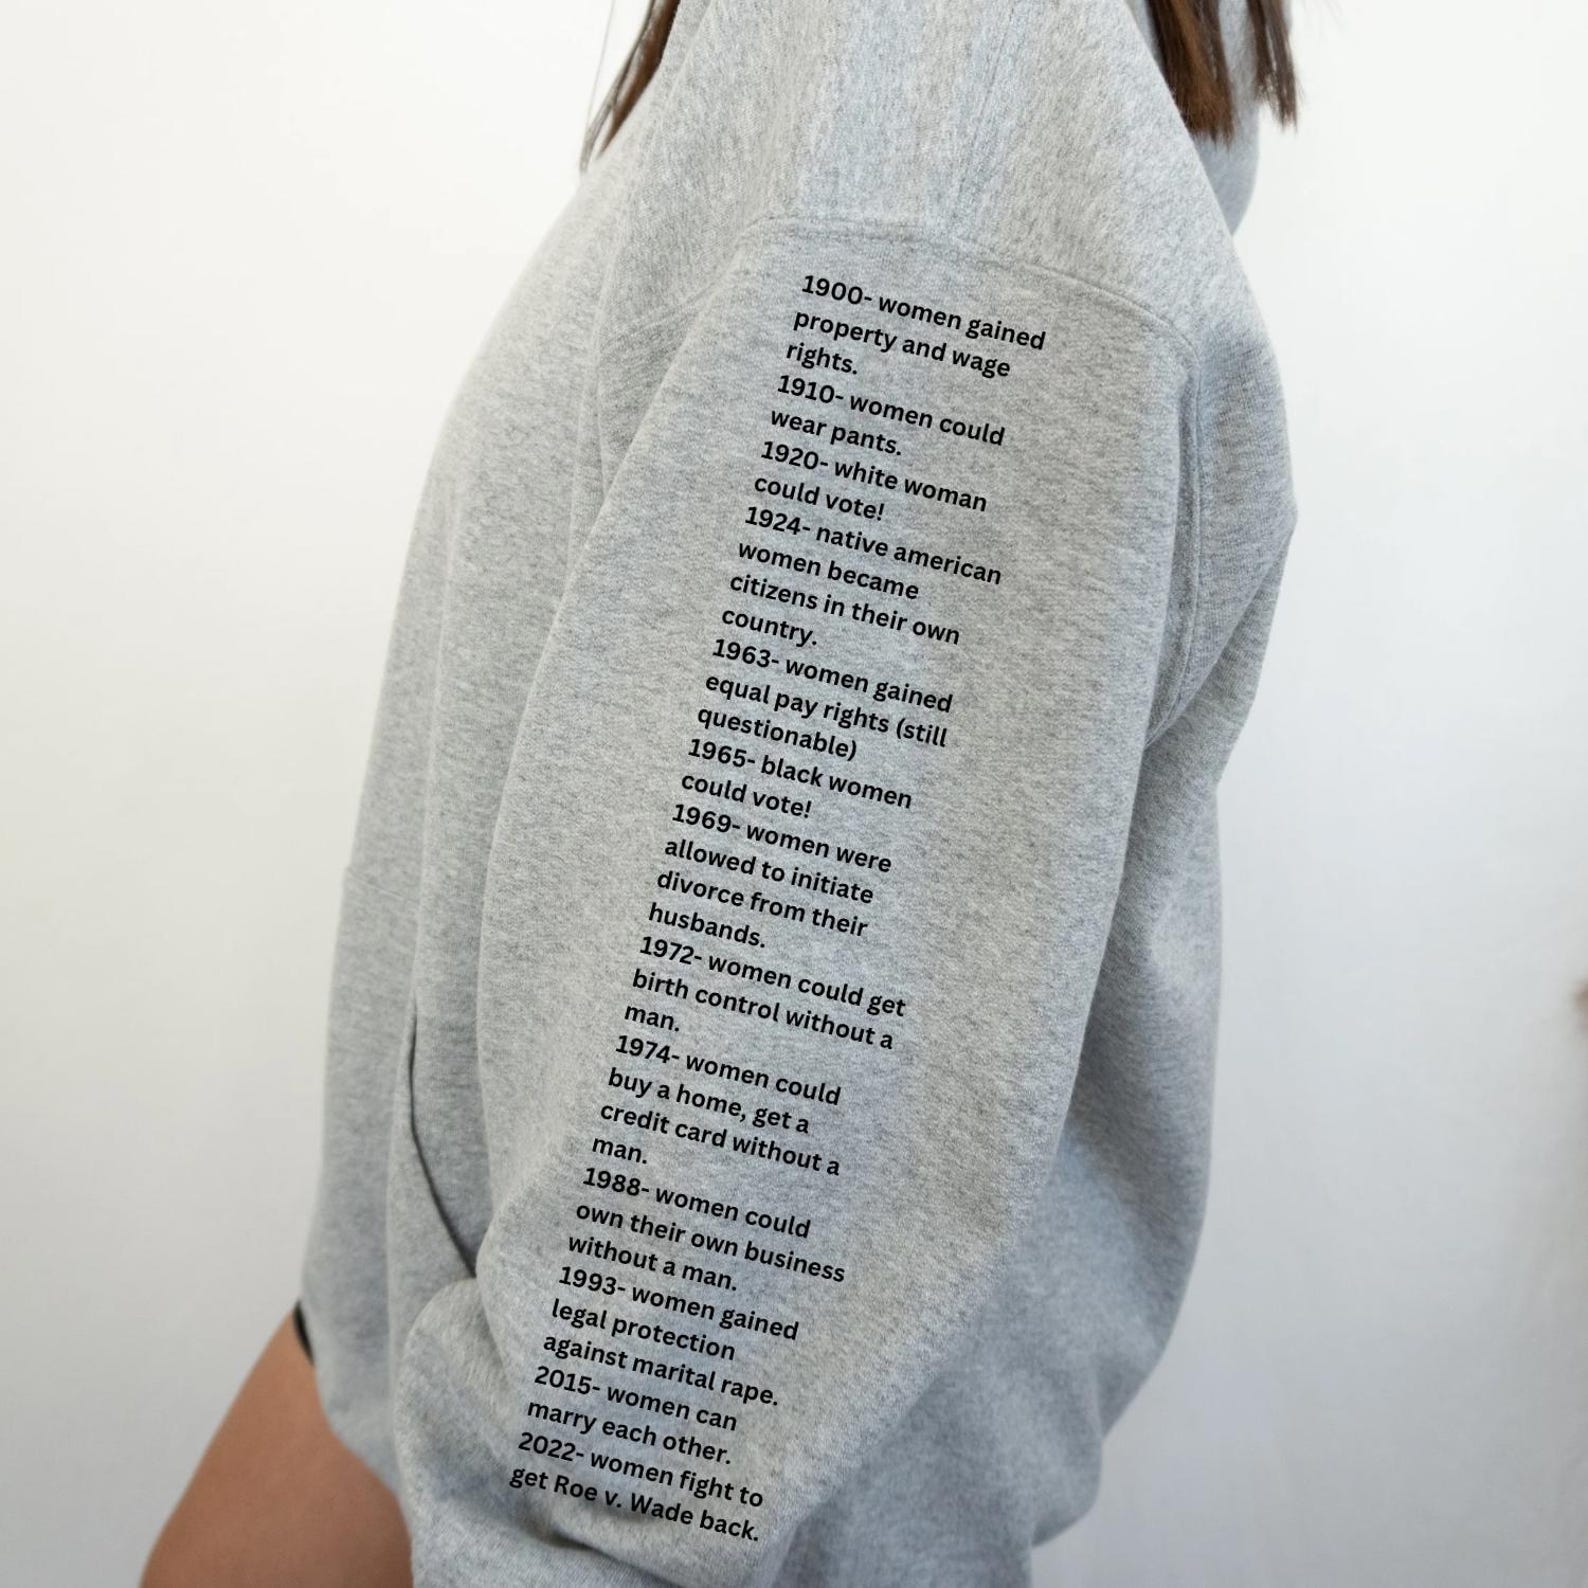 1900- women gained
property and wage
rights.
1910- women could
wear pants.
1920- white woman
could vote!
1924- native american
women became
citizens in their own
country.
1963- women gained
equal pay rights (still
questionable)
1965- black women
could vote!
1969- women were
allowed to initiate
divorce from their
husbands.
1972- women could get
birth control without a
man.
1974- women could
buy a home, get a
credit card without a
man.
1988- women could
own their own business
without a man.
1993- women gained
legal protection
against marital rape.
2015- women can
marry each other.
2022- women fight to
get Roe v. Wade back.